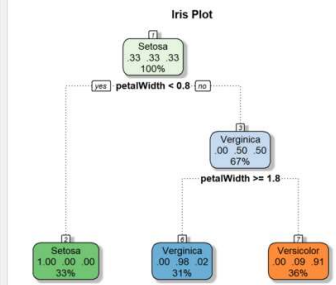 Iris Plot
1
Setosa
.33 .33 .33
100%
yes petalWidth < 0.8 no
3
Verginica
.00 .50 .50
67%
petalWidth >= 1.8
2
Setosa
1.00 .00 .00
33%
6
Verginica
.00 .98 .02
31%
7
Versicolor
.00 .09 .91
36%